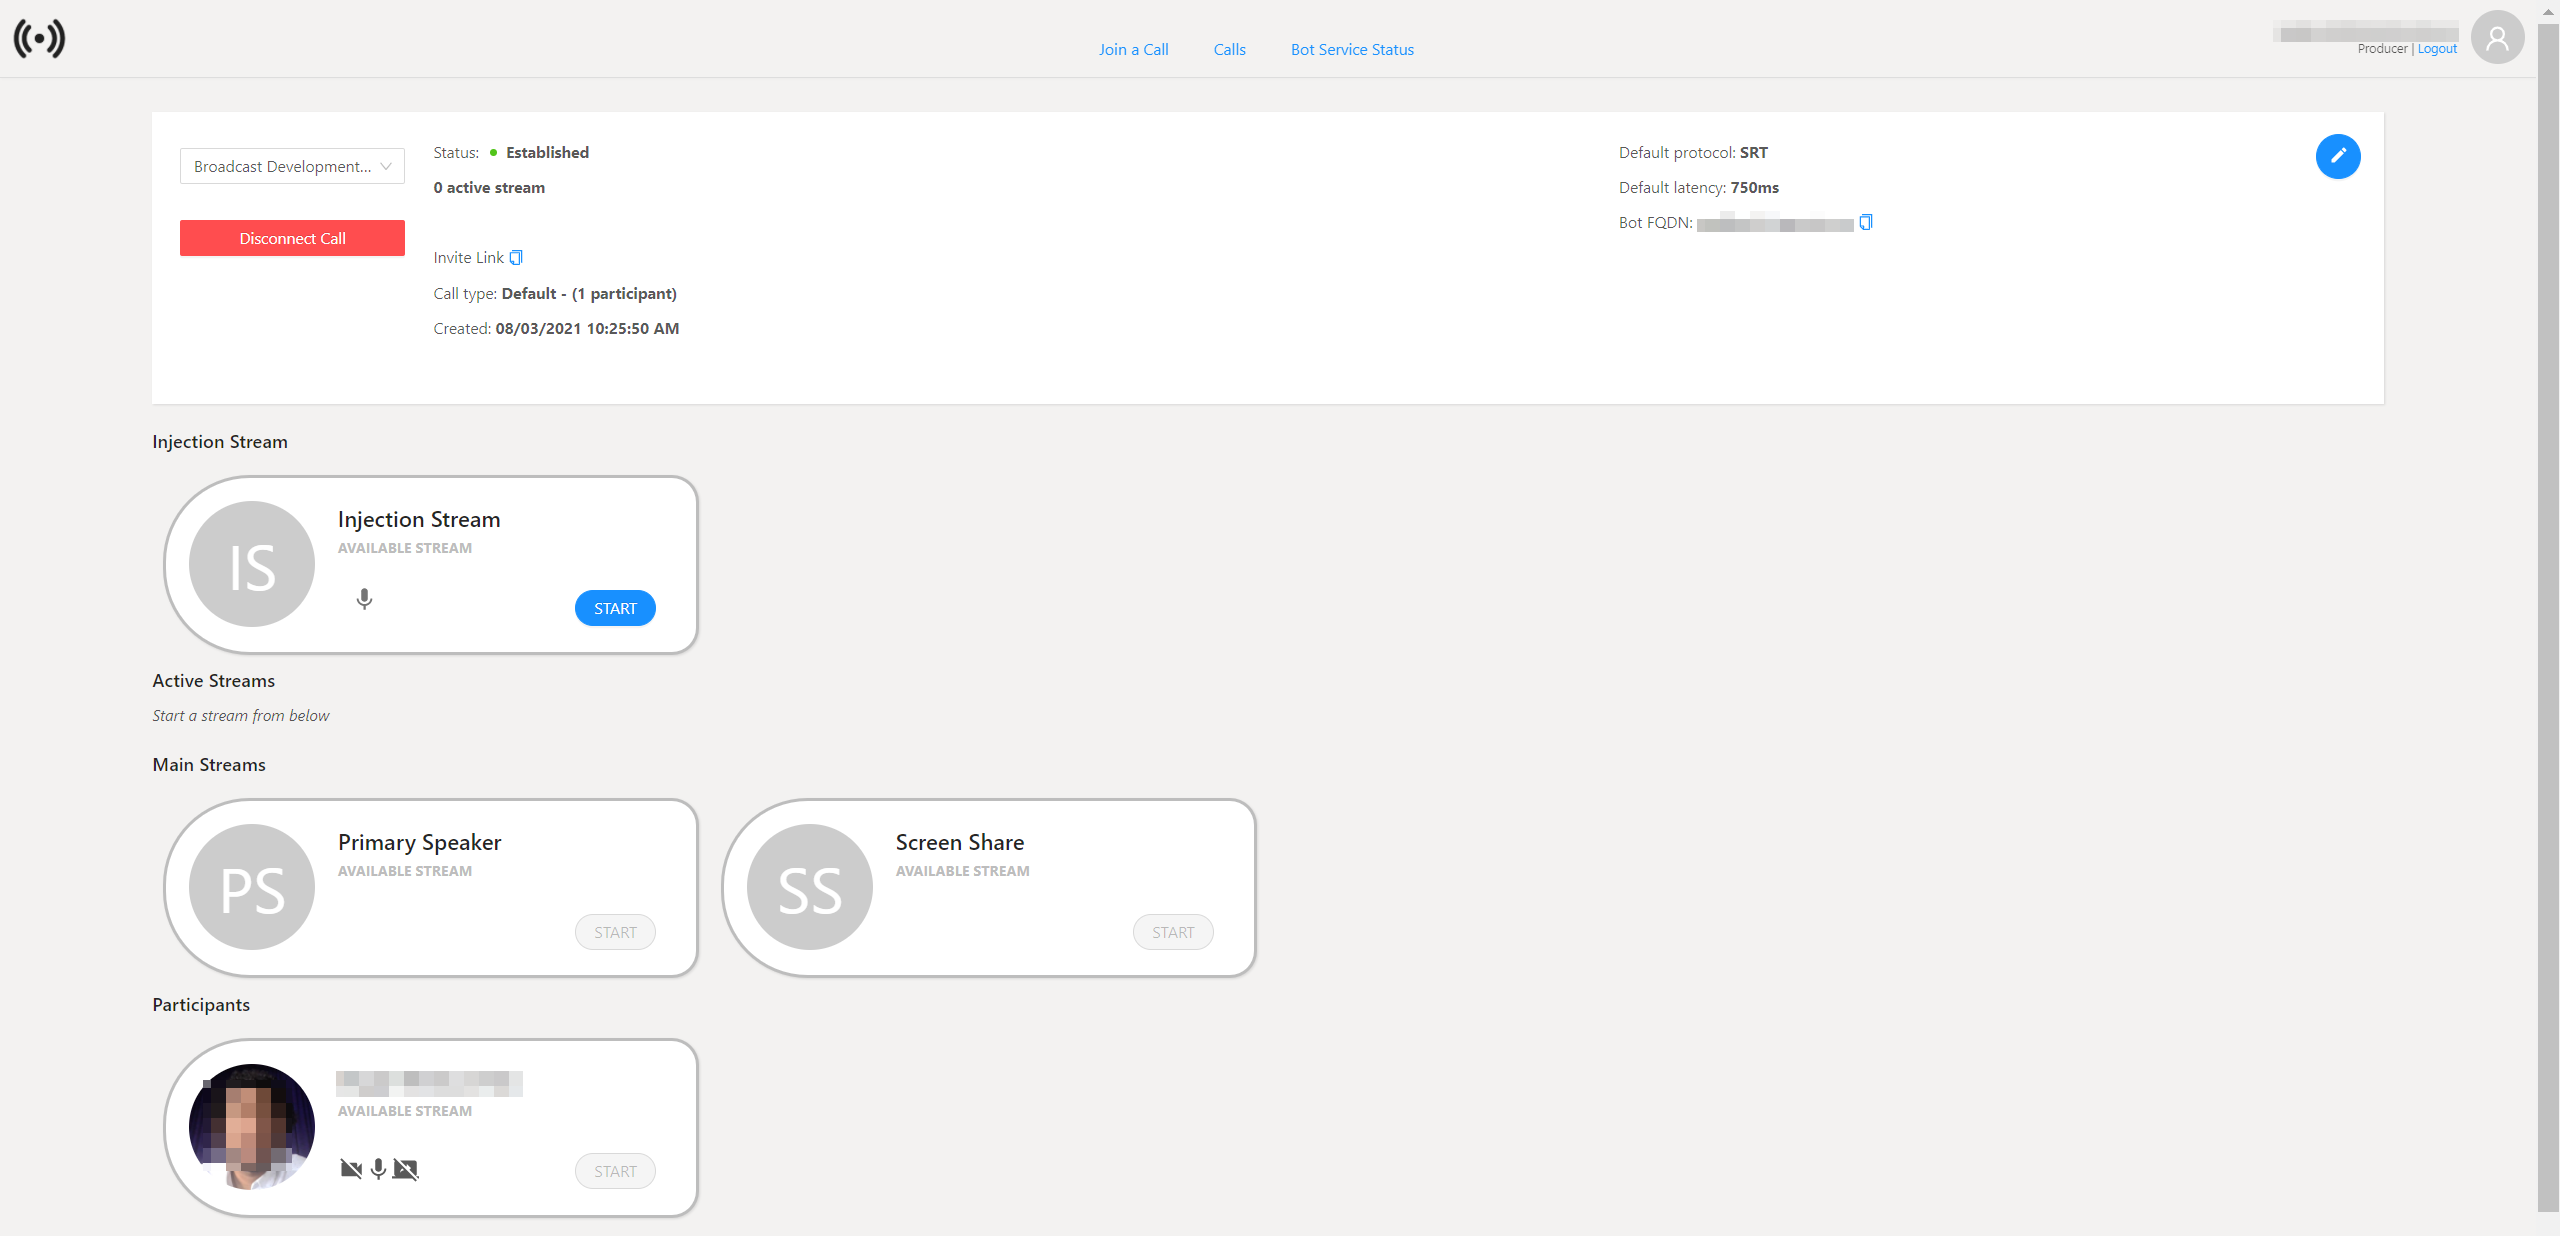 Join a Call
Calls
Bot Service Status
Producer | Logout
Broadcast Development...
Disconnect Call
Status: Established
0 active stream
Invite Link
Call type: Default - (1 participant)
Created: 08/03/2021 10:25:50 AM
Default protocol: SRT
Default latency: 750ms
Bot FQDN:
Injection Stream
IS
Injection Stream
AVAILABLE STREAM
START
Active Streams
Start a stream from below
Main Streams
PS
Primary Speaker
AVAILABLE STREAM
START
SS
Screen Share
AVAILABLE STREAM
START
Participants
AVAILABLE STREAM
START